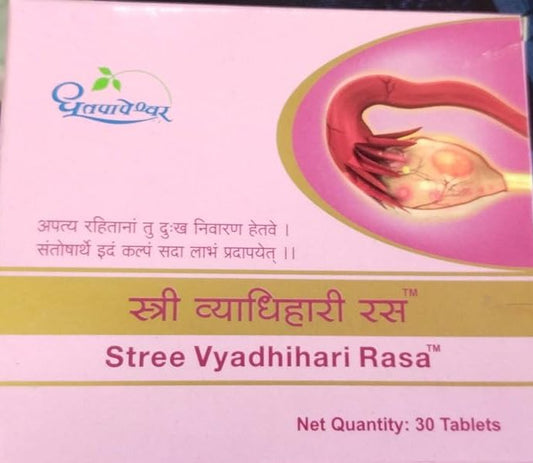 धूतपापेश्वर
अपत्य रहितानां तु दुःख निवारण हेतवे ।
संतोषार्थे इदं कल्पं सदा लाभं प्रदापयेत् ।।
स्त्री व्याधिहारी रस™
Stree Vyadhihari Rasa™
Net Quantity: 30 Tablets